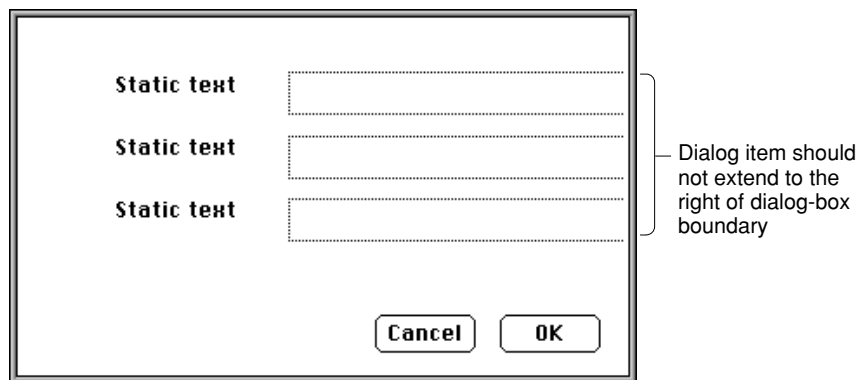 Static text
Static text
Static text
Cancel
OK
Dialog item should
not extend to the
right of dialog-box
boundary